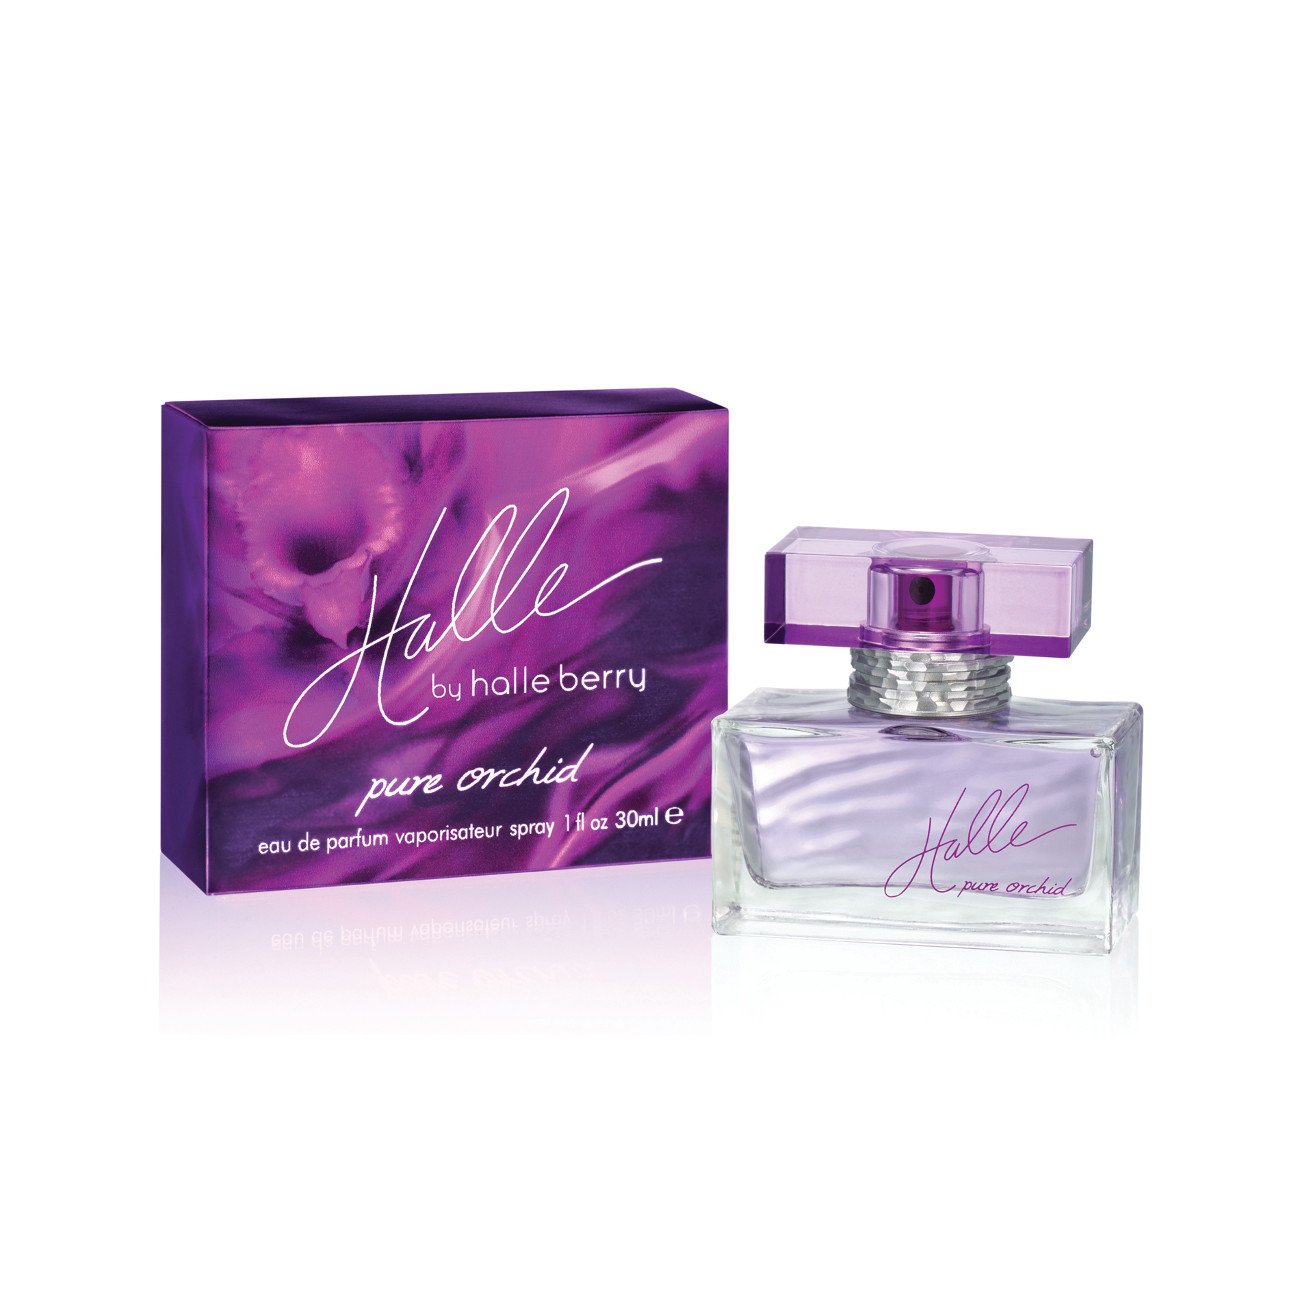 Halle
by halle berry
pure orchid
eau de parfum vaporisateur spray 1 fl oz 30ml e
Halle
pure orchid